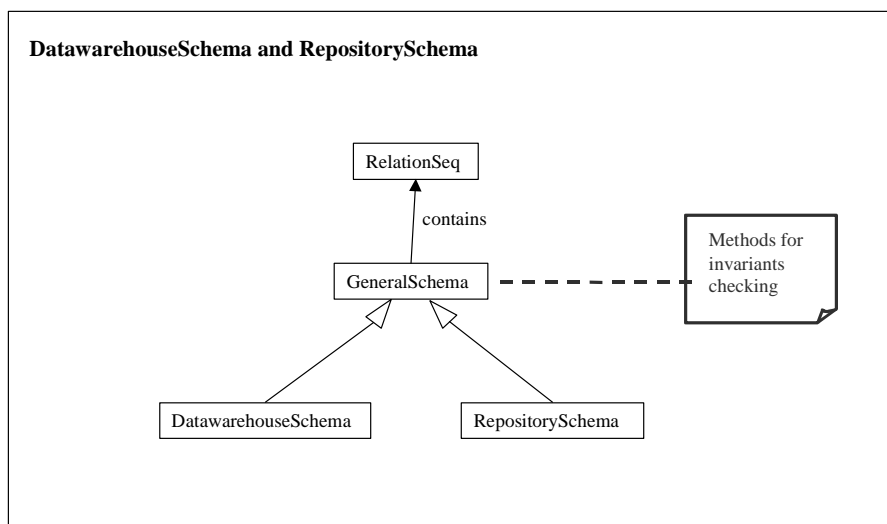 DatawarehouseSchema and RepositorySchema
RelationSeq
contains
Methods for
invariants
checking
GeneralSchema
DatawarehouseSchema
RepositorySchema